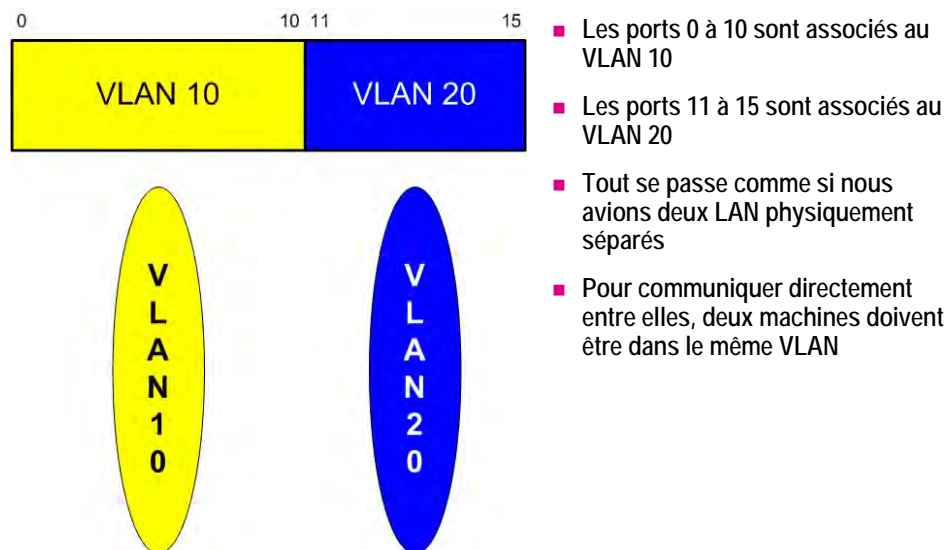 0 10 11 15
VLAN 10 VLAN 20
V
L
A
N
1
0
V
L
A
N
2
0
Les ports 0 à 10 sont associés au
VLAN 10
Les ports 11 à 15 sont associés au
VLAN 20
Tout se passe comme si nous
avions deux LAN physiquement
séparés
Pour communiquer directement
entre elles, deux machines doivent
être dans le même VLAN